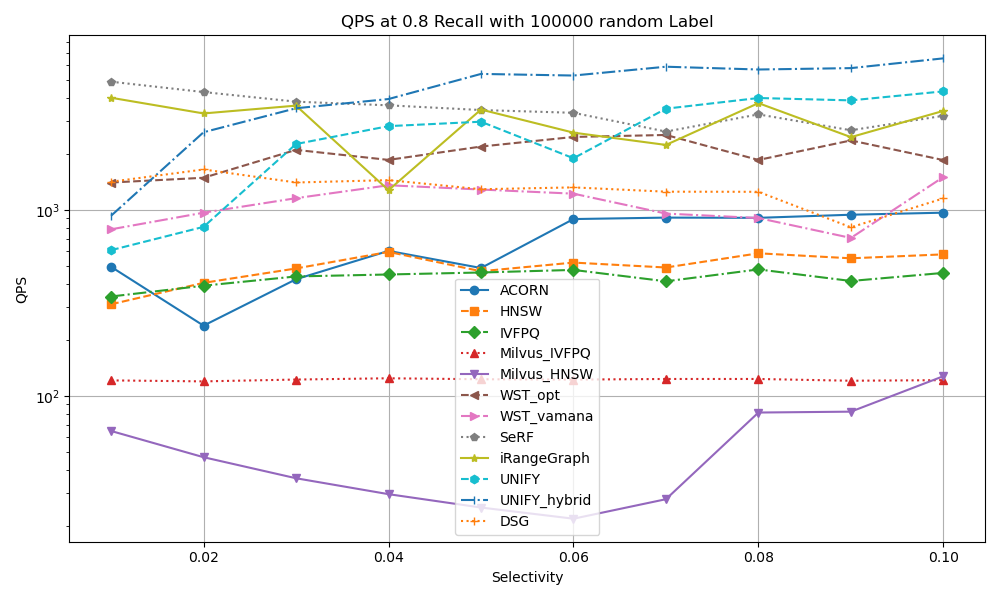 QPS at 0.8 Recall with 100000 random Label
QPS
10³
10²
ACORN
HNSW
IVFPQ
Milvus_IVFPQ
Milvus_HNSW
WST_opt
WST_vamana
SeRF
iRangeGraph
UNIFY
UNIFY_hybrid
DSG
0.02 0.04 0.06 0.08 0.10
Selectivity